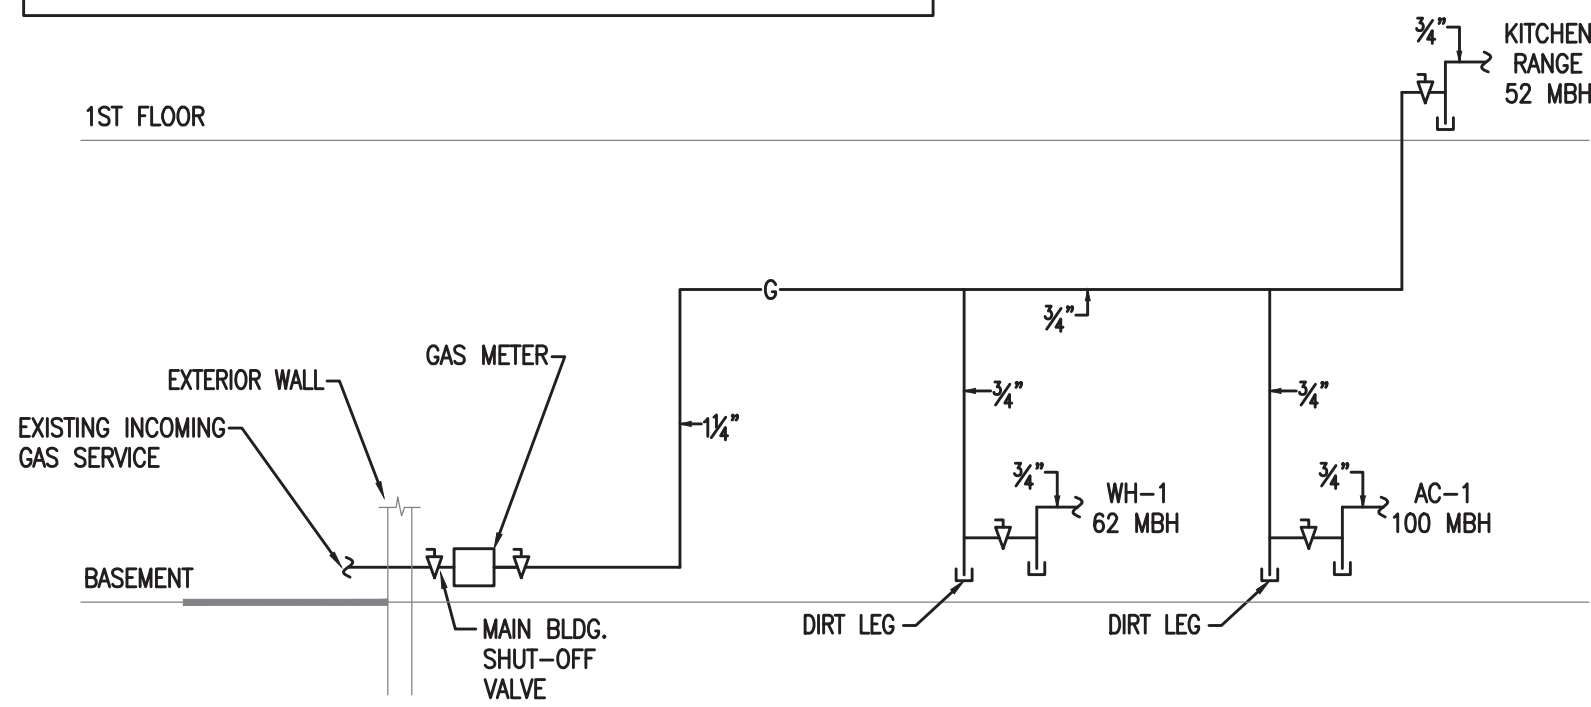 ¾"
KITCHEN
RANGE
52 MBH
1ST FLOOR
G
¾"
GAS METER
EXTERIOR WALL
¾"
¾"
EXISTING INCOMING
GAS SERVICE
1¼"
¾"
WH-1
62 MBH
¾"
AC-1
100 MBH
BASEMENT
DIRT LEG
DIRT LEG
MAIN BLDG.
SHUT-OFF
VALVE